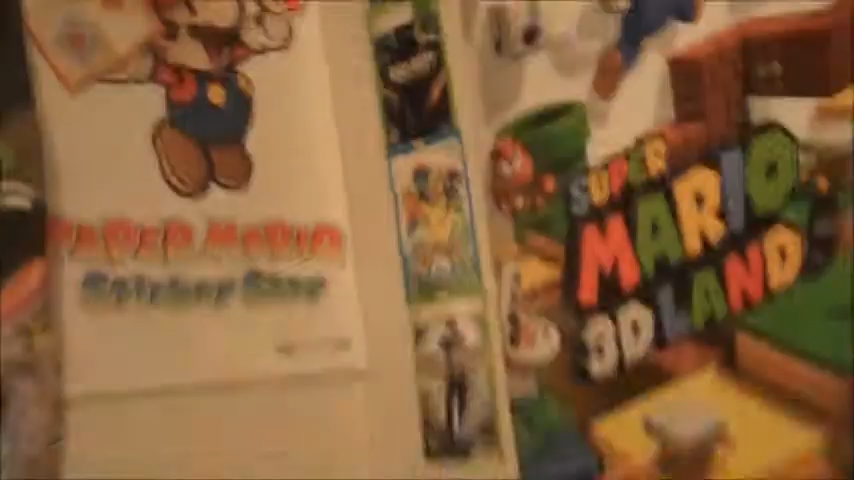 PAPER MARIO
Sticker Star
SUPER
MARIO
3D LAND